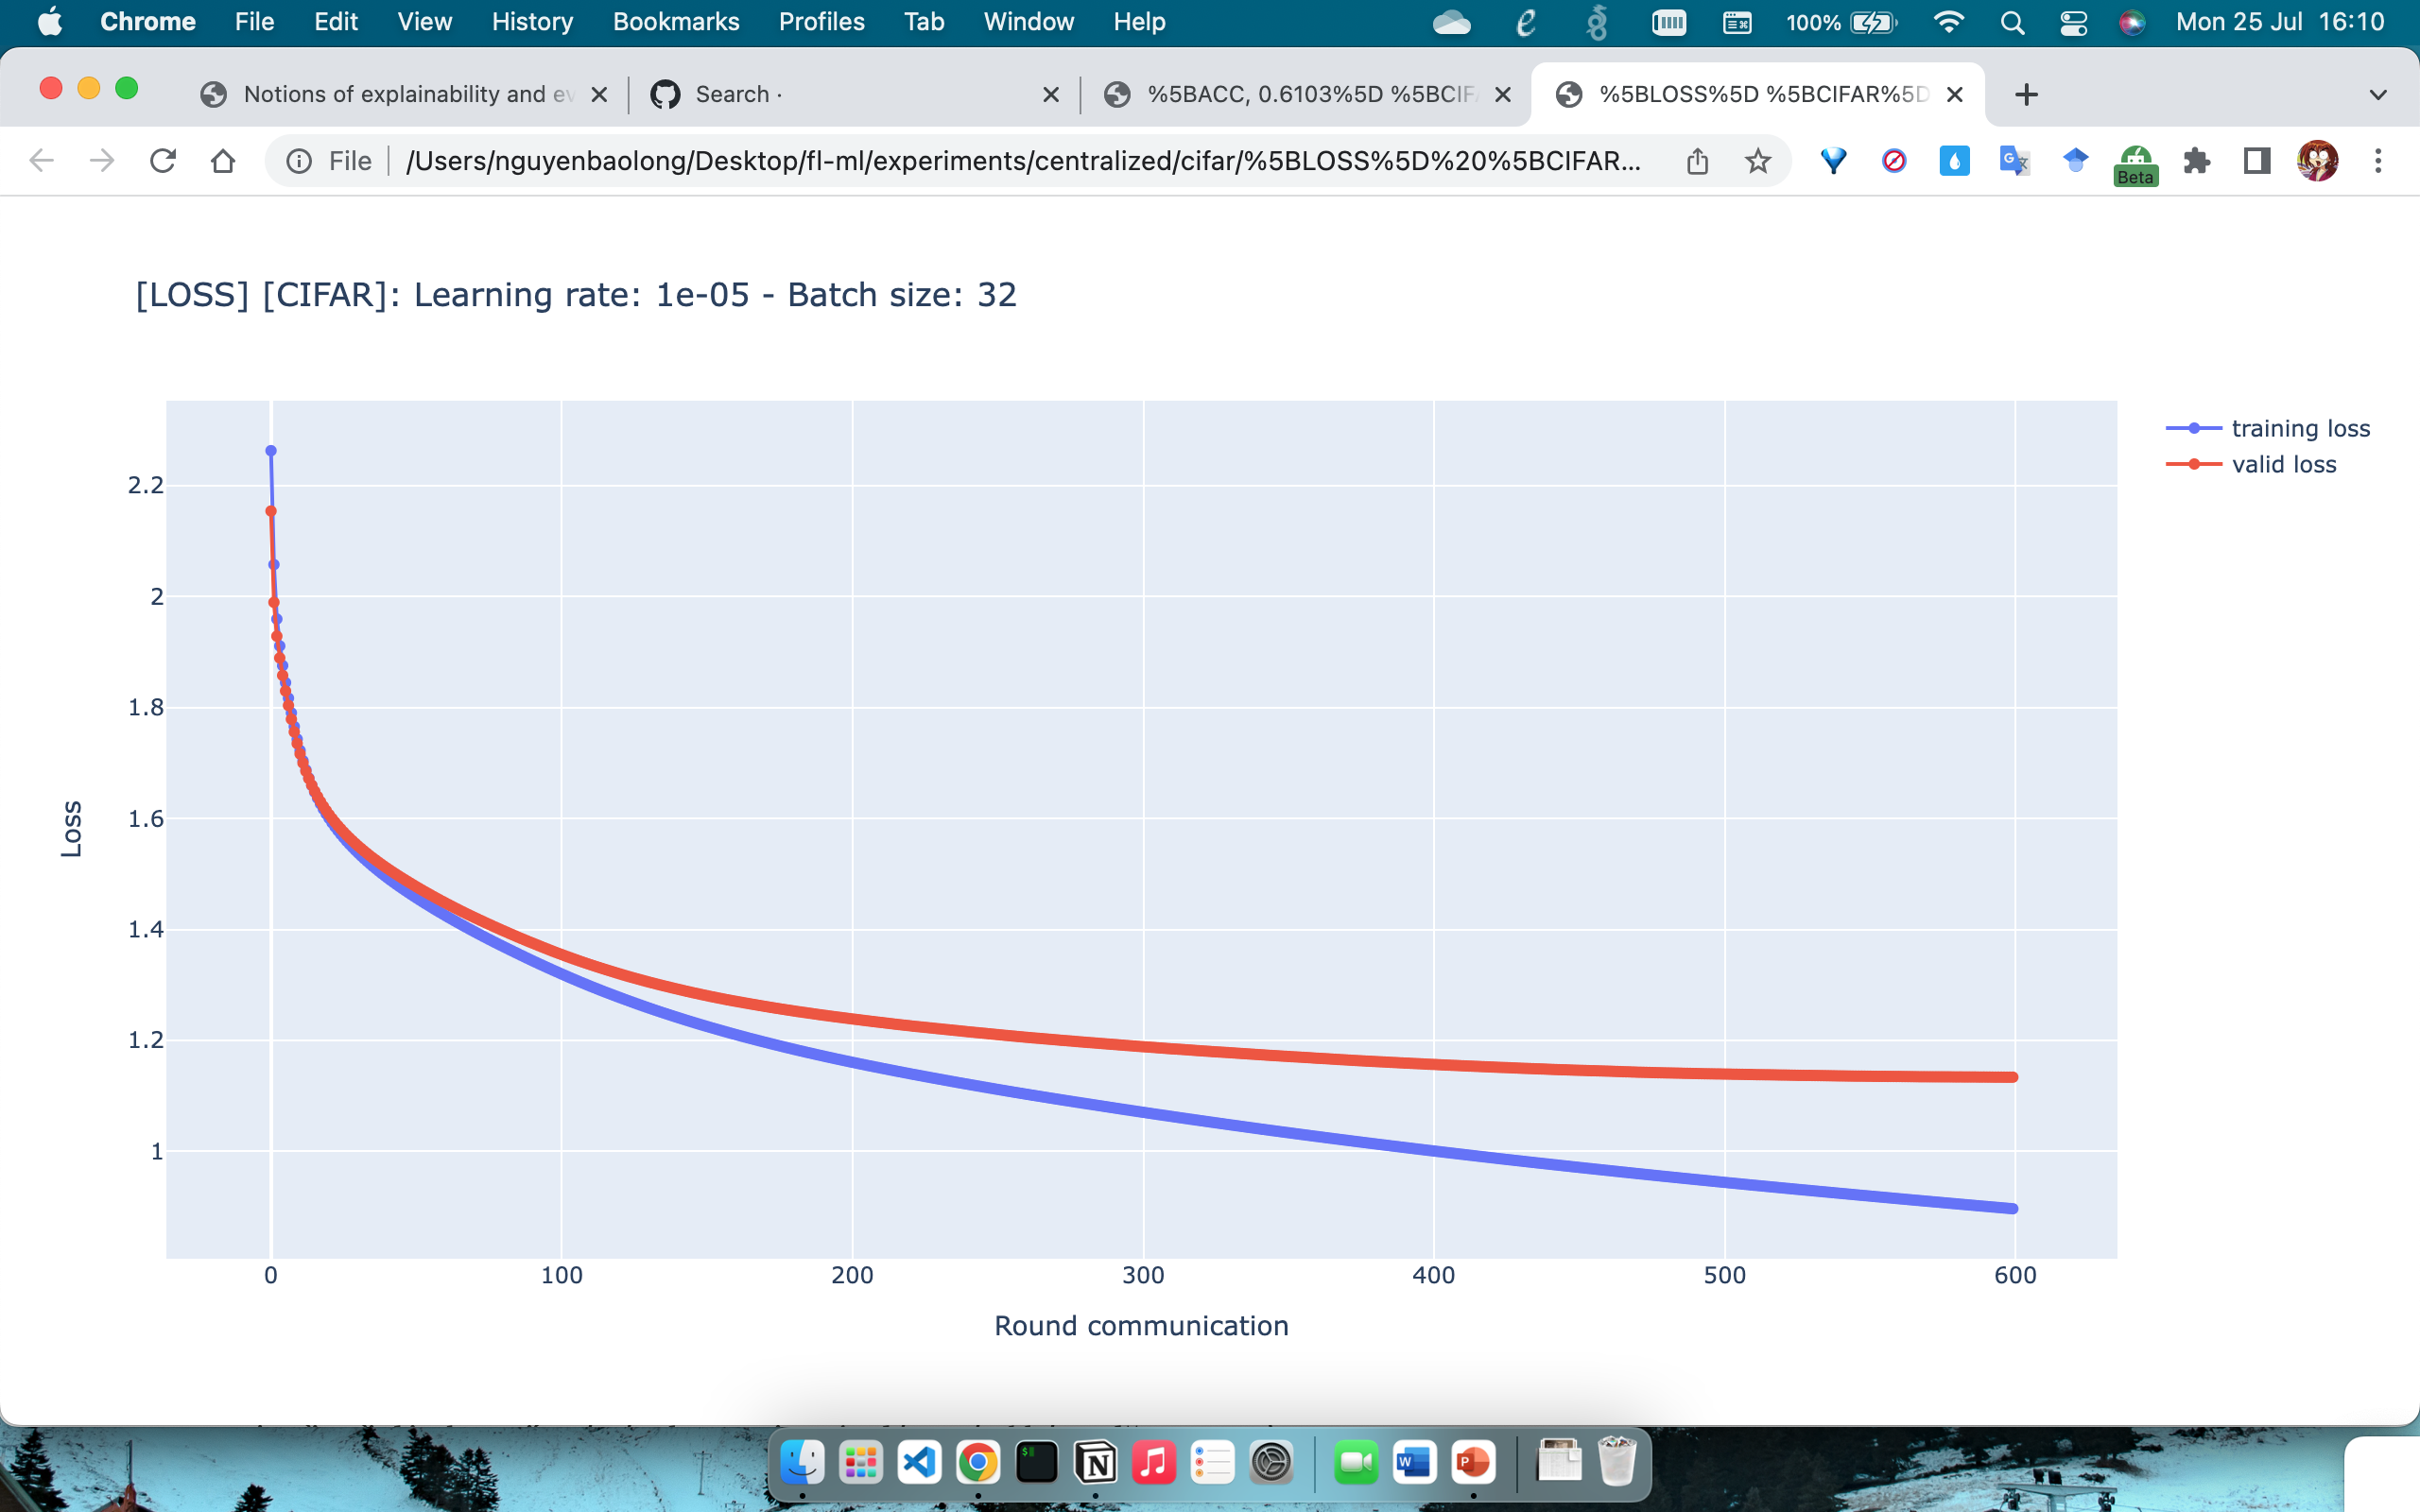 Chrome File Edit View History Bookmarks Profiles Tab Window Help 100% Mon 25 Jul 16:10
Notions of explainability and ev Search · %5BACC, 0.6103%5D %5BCIF %5BLOSS%5D %5BCIFAR%5D
File /Users/nguyenbaolong/Desktop/fl-ml/experiments/centralized/cifar/%5BLOSS%5D%20%5BCIFAR... Beta
[LOSS] [CIFAR]: Learning rate: 1e-05 - Batch size: 32
training loss
valid loss
2.2
2
1.8
1.6
1.4
1.2
1
Loss
0 100 200 300 400 500 600
Round communication